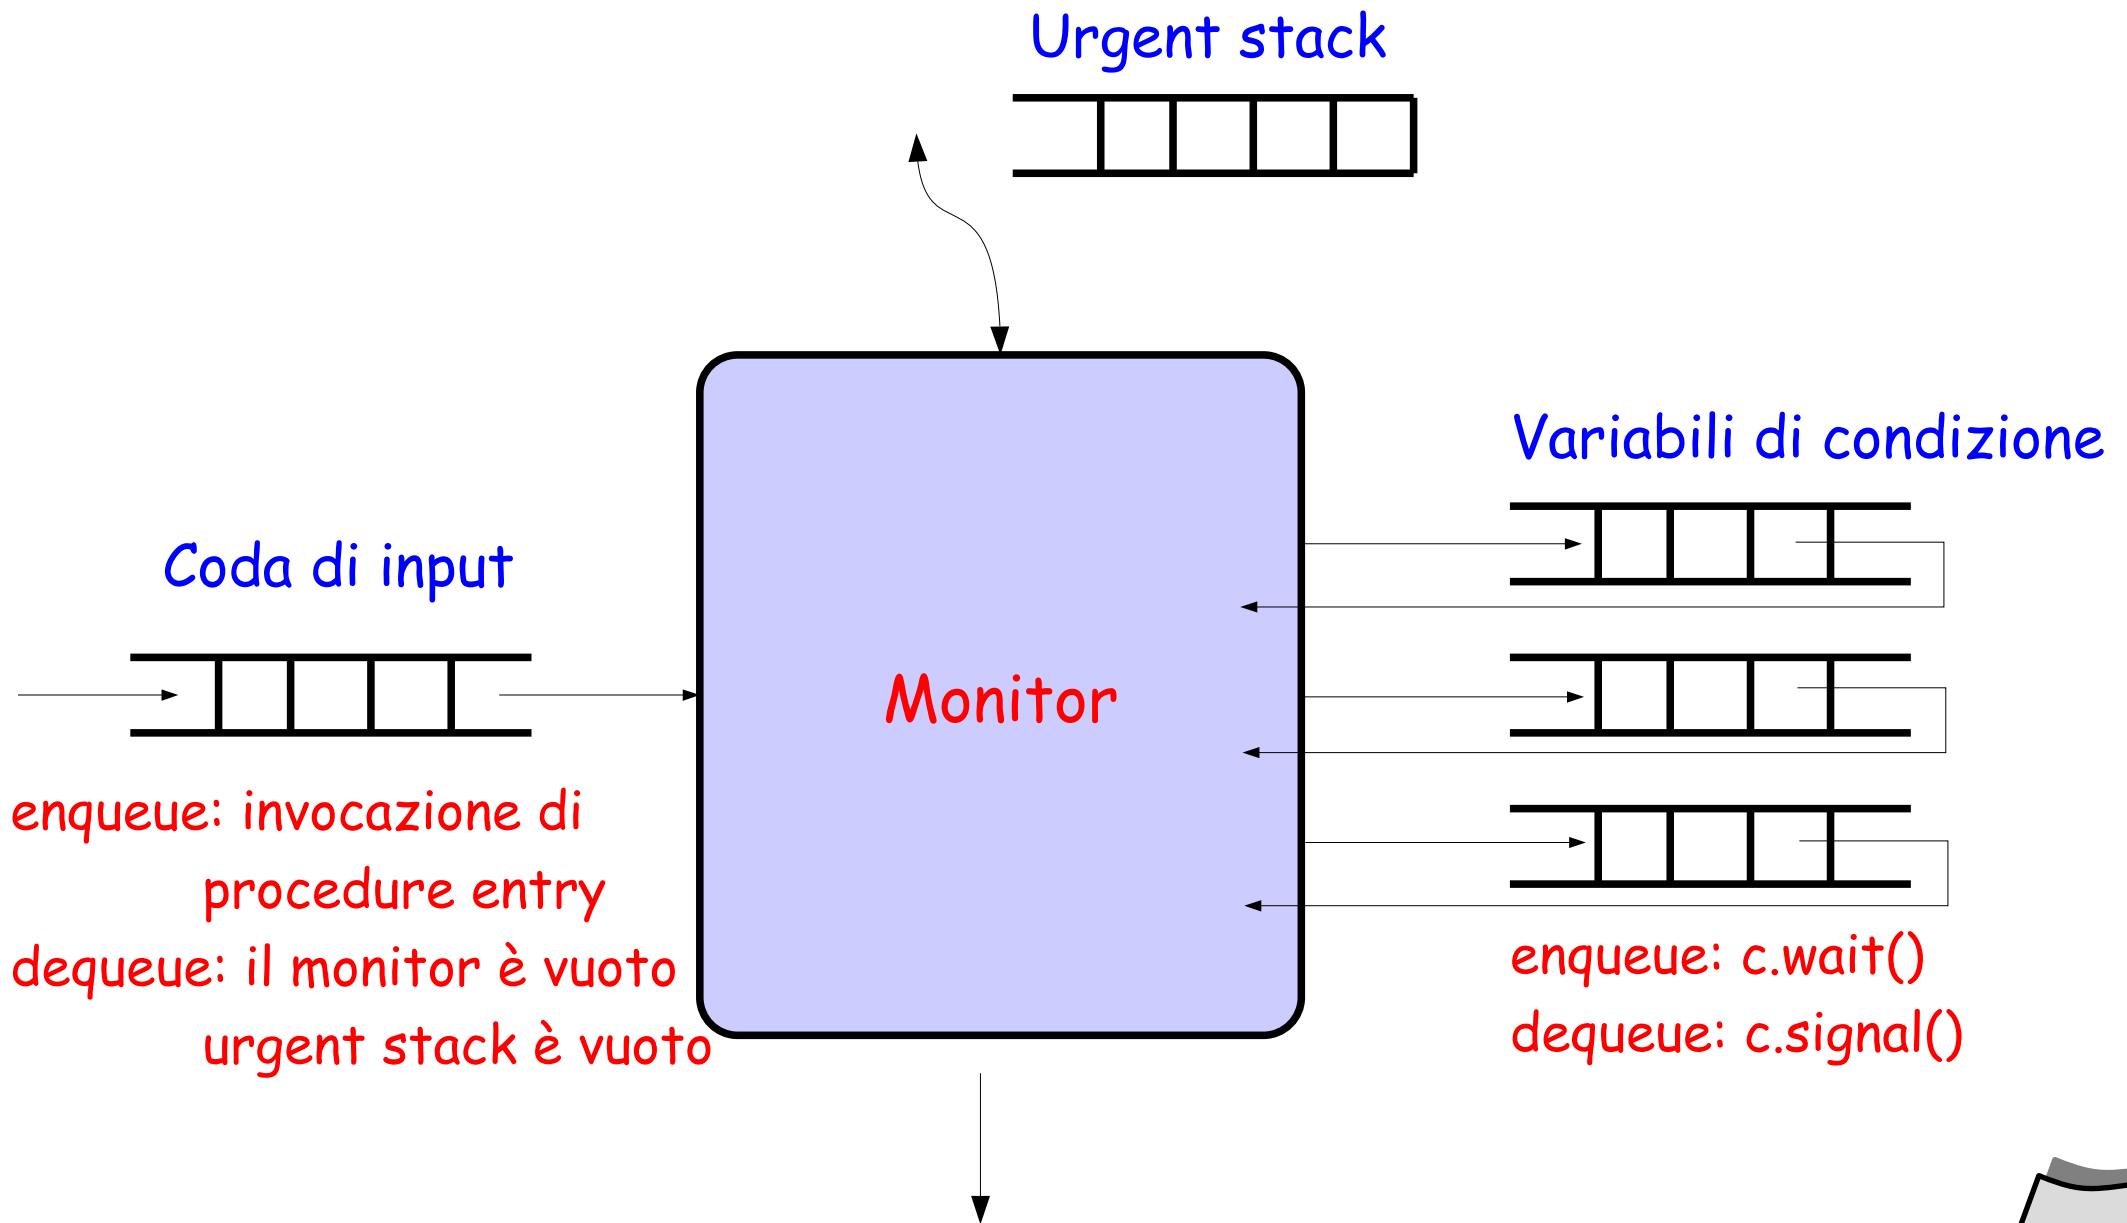 Urgent stack
Variabili di condizione
Coda di input
Monitor
enqueue: invocazione di
procedure entry
dequeue: il monitor è vuoto
urgent stack è vuoto
enqueue: c.wait()
dequeue: c.signal()